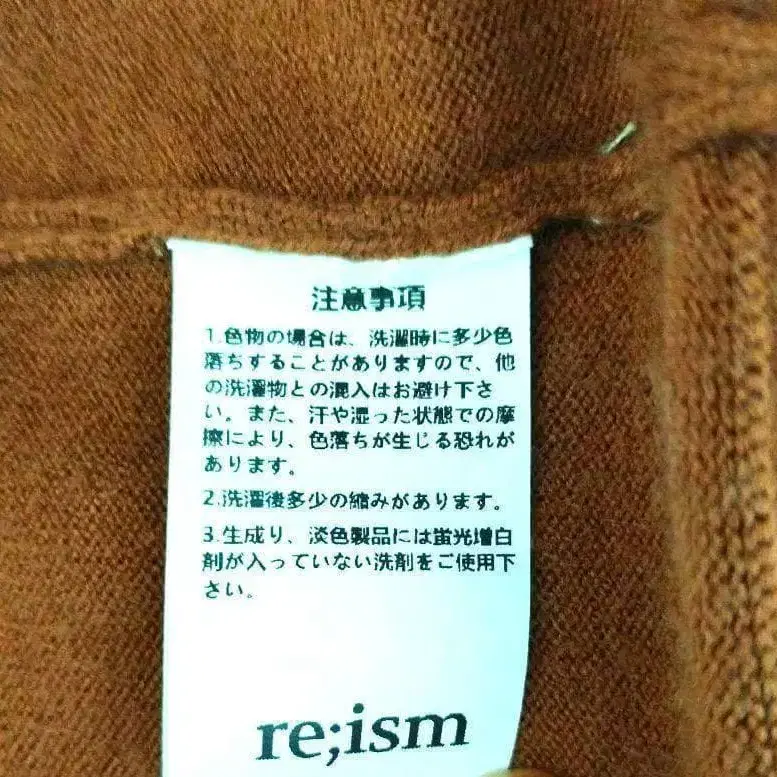 注意事項
1.色物の場合は、洗濯時に多少色
落ちすることがありますので、他
の洗濯物との混入はお避け下さ
い。また、汗や湿った状態での摩
擦により、色落ちが生じる恐れが
あります。
2.洗濯後多少の縮みがあります。
3.生成り、淡色製品には蛍光増白
剤が入っていない洗剤をご使用下
さい。
re;ism